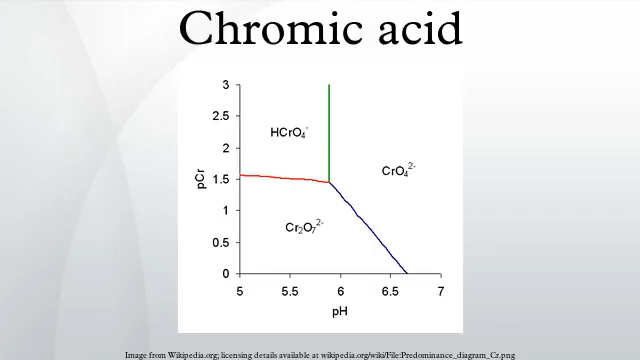 Chromic acid
3
2.5
HCrO₄⁻
2
CrO₄²⁻
pCr
1.5
1
Cr₂O₇²⁻
0.5
0
5 5.5 6 6.5 7
pH
Image from Wikipedia.org; licensing details available at wikipedia.org/wiki/File:Predominance_diagram_Cr.png